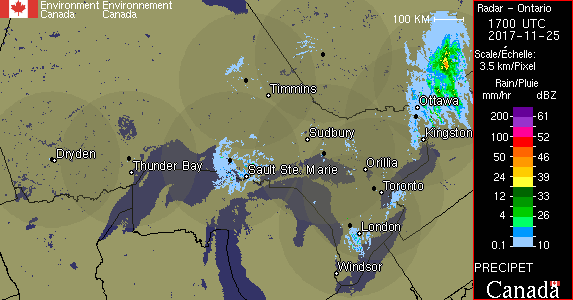 Environment Environnement
Canada Canada
100 KM
Timmins
Ottawa
Sudbury
Kingston
Dryden
Thunder Bay
Sault Ste. Marie
Orillia
Toronto
London
Windsor
Radar - Ontario
1700 UTC
2017-11-25
Scale/Échelle:
3.5 km/Pixel
Rain/Pluie
mm/hr dBZ
200 61
100 52
50 46
24 39
12 33
4 26
0.1 10
PRECIPET
Canada